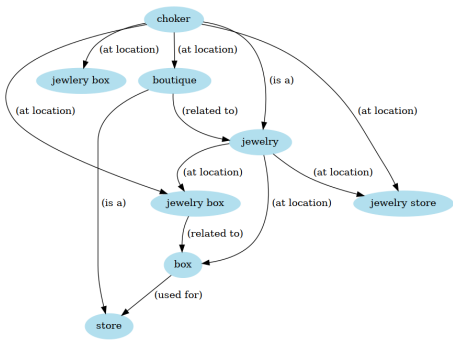 choker
(at location)
(at location)
jewlery box
boutique
(is a)
(at location)
(related to)
(at location)
jewelry
(at location)
(at location)
(is a)
jewelry box
(at location)
jewelry store
(related to)
box
(used for)
store